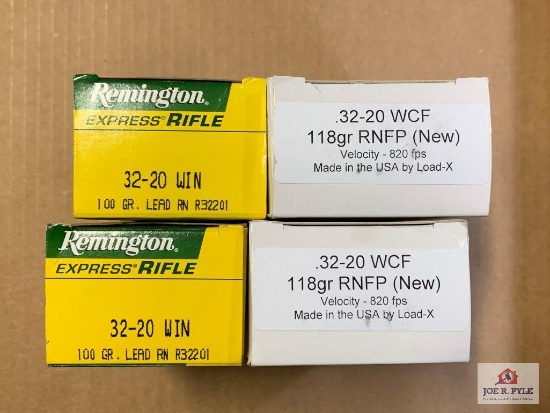 Remington®
EXPRESS® RIFLE
32-20 WIN
100 GR. LEAD RN R32201
.32-20 WCF
118gr RNFP (New)
Velocity - 820 fps
Made in the USA by Load-X
Remington®
EXPRESS® RIFLE
32-20 WIN
100 GR. LEAD RN R32201
.32-20 WCF
118gr RNFP (New)
Velocity - 820 fps
Made in the USA by Load-X
JOE R. PYLE